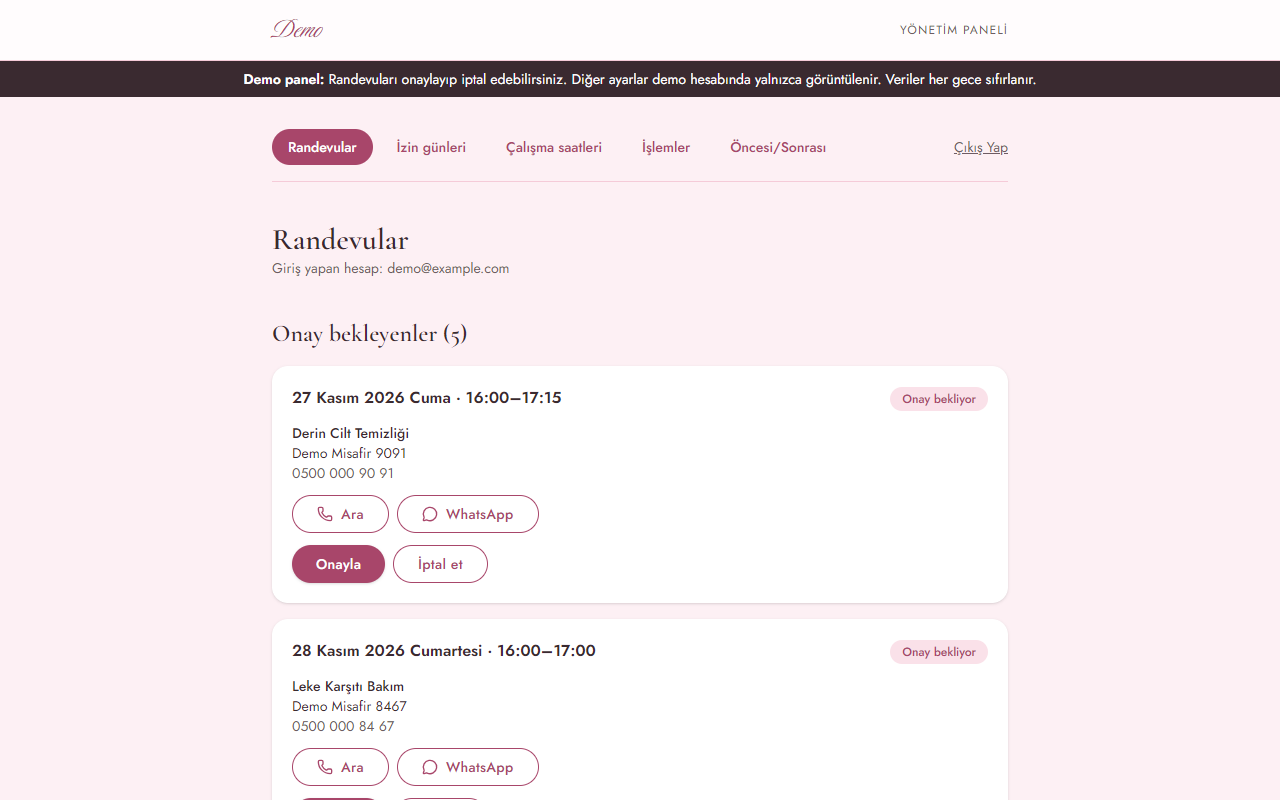 Demo
YÖNETİM PANELİ
Demo panel: Randevuları onaylayıp iptal edebilirsiniz. Diğer ayarlar demo hesabında yalnızca görüntülenir. Veriler her gece sıfırlanır.
Randevular
İzin günleri
Çalışma saatleri
İşlemler
Öncesi/Sonrası
Çıkış Yap
Randevular
Giriş yapan hesap: demo@example.com
Onay bekleyenler (5)
27 Kasım 2026 Cuma · 16:00–17:15
Onay bekliyor
Derin Cilt Temizliği
Demo Misafir 9091
0500 000 90 91
Ara
WhatsApp
Onayla
İptal et
28 Kasım 2026 Cumartesi · 16:00–17:00
Onay bekliyor
Leke Karşıtı Bakım
Demo Misafir 8467
0500 000 84 67
Ara
WhatsApp